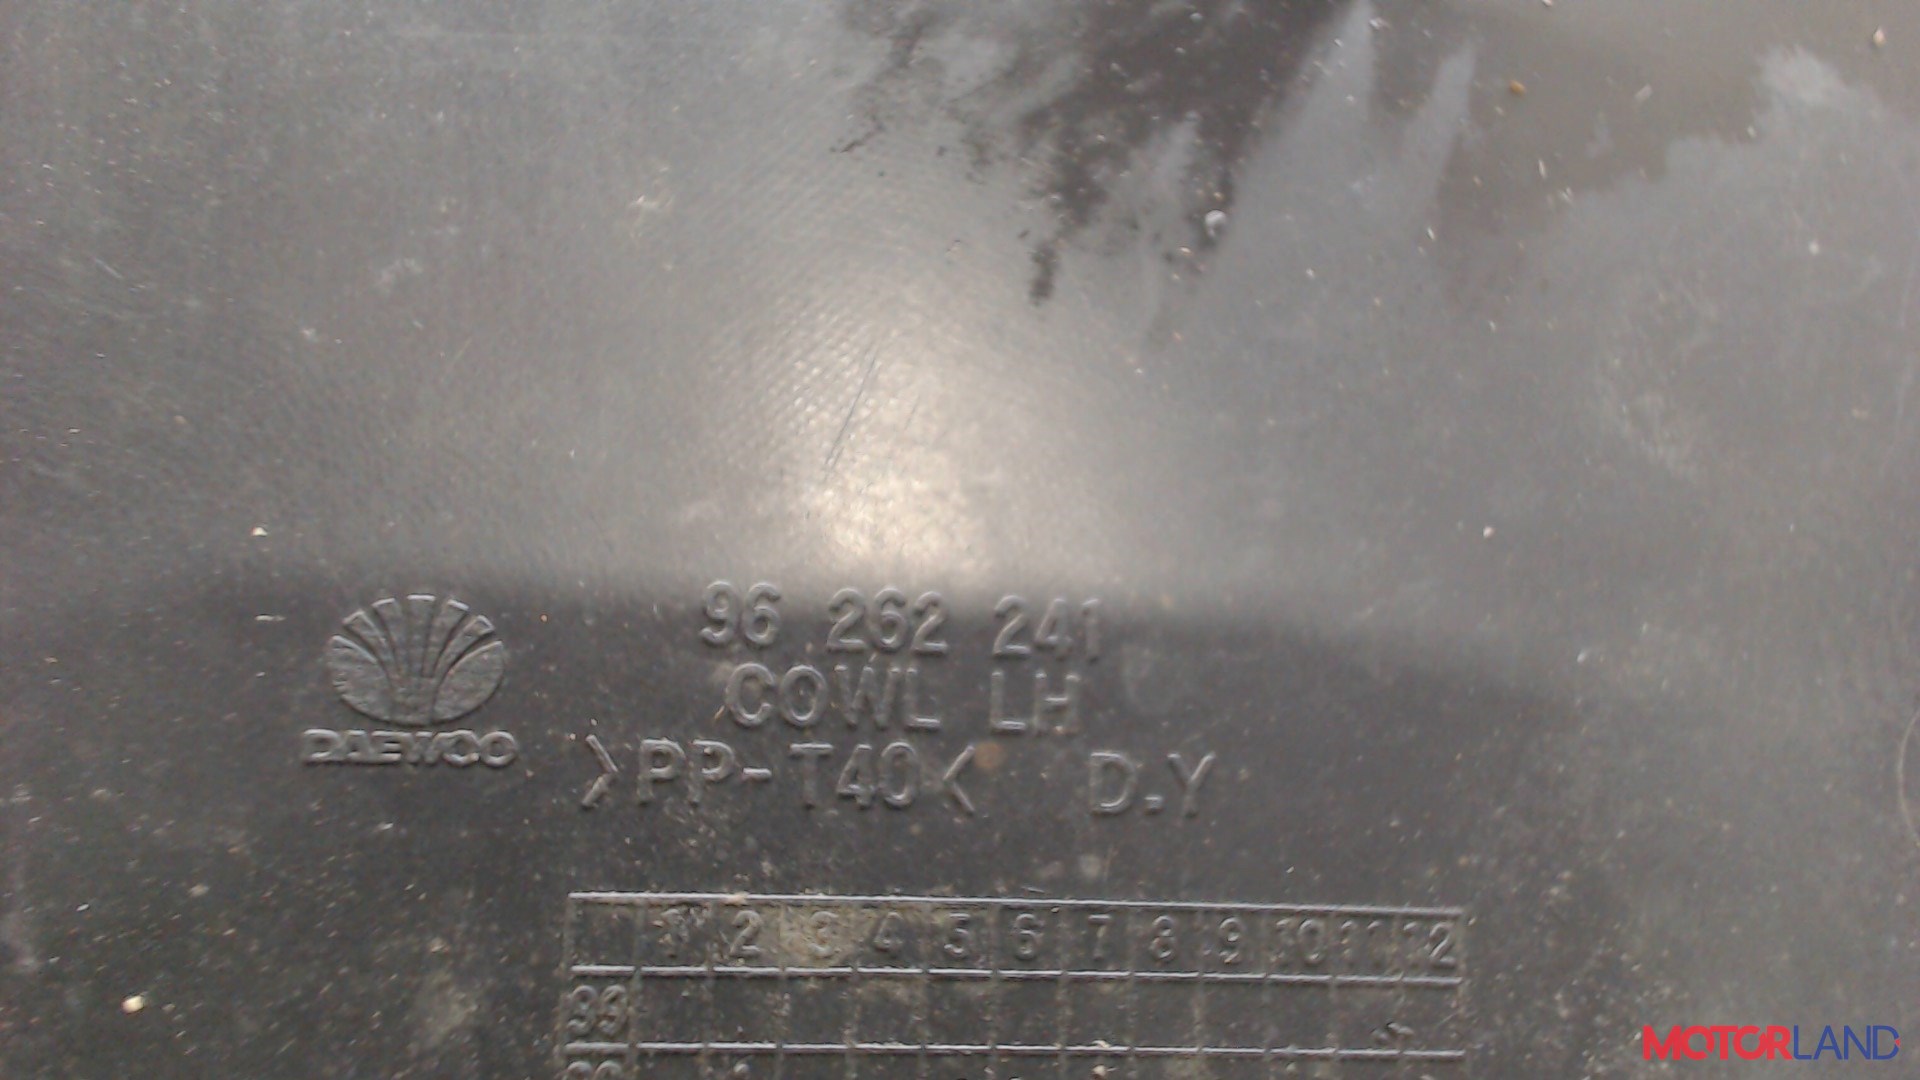 96 262 241
COWL LH
DAEWOO
>PP-T40< D.Y
1 2 3 4 5 6 7 8 9 10 11 12
99
MOTORLAND